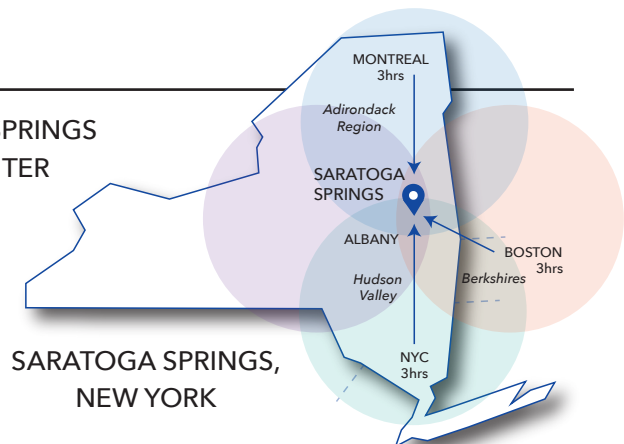 MONTREAL
3hrs
Adirondack
Region
SPRINGS
TER
SARATOGA
SPRINGS
ALBANY
BOSTON
3hrs
Hudson
Valley
Berkshires
NYC
3hrs
SARATOGA SPRINGS,
NEW YORK